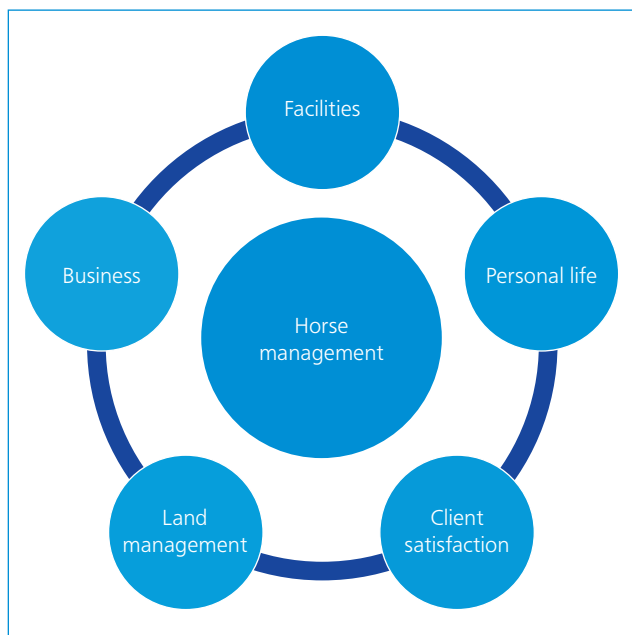 Facilities
Business
Personal life
Horse
management
Land
management
Client
satisfaction